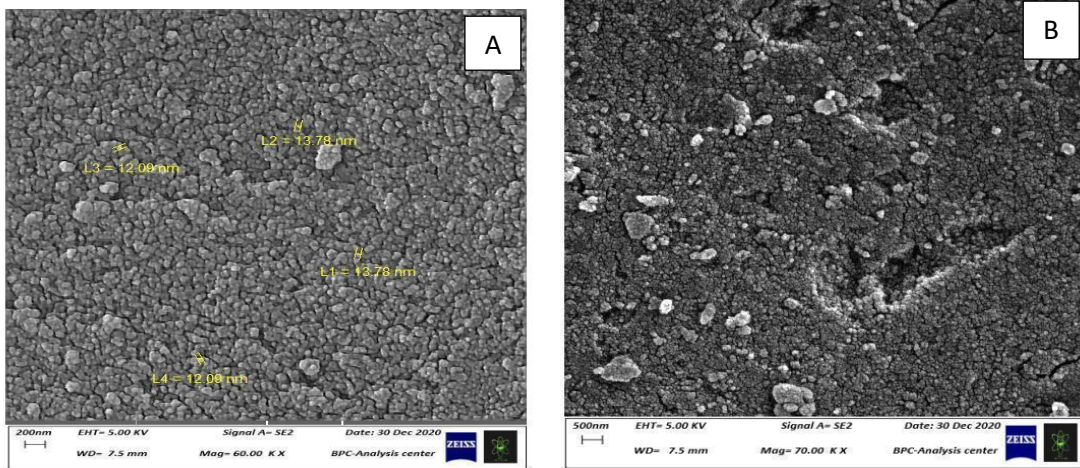 A
L2 = 13.78 nm
L3 = 12.09 nm
L1 = 13.78 nm
L4 = 12.09 nm
200nm EHT= 5.00 KV Signal A= SE2 Date: 30 Dec 2020
WD= 7.5 mm Mag= 60.00 K X BPC-Analysis center ZEISS
B
500nm EHT= 5.00 KV Signal A= SE2 Date: 30 Dec 2020
WD= 7.5 mm Mag= 70.00 K X BPC-Analysis center ZEISS